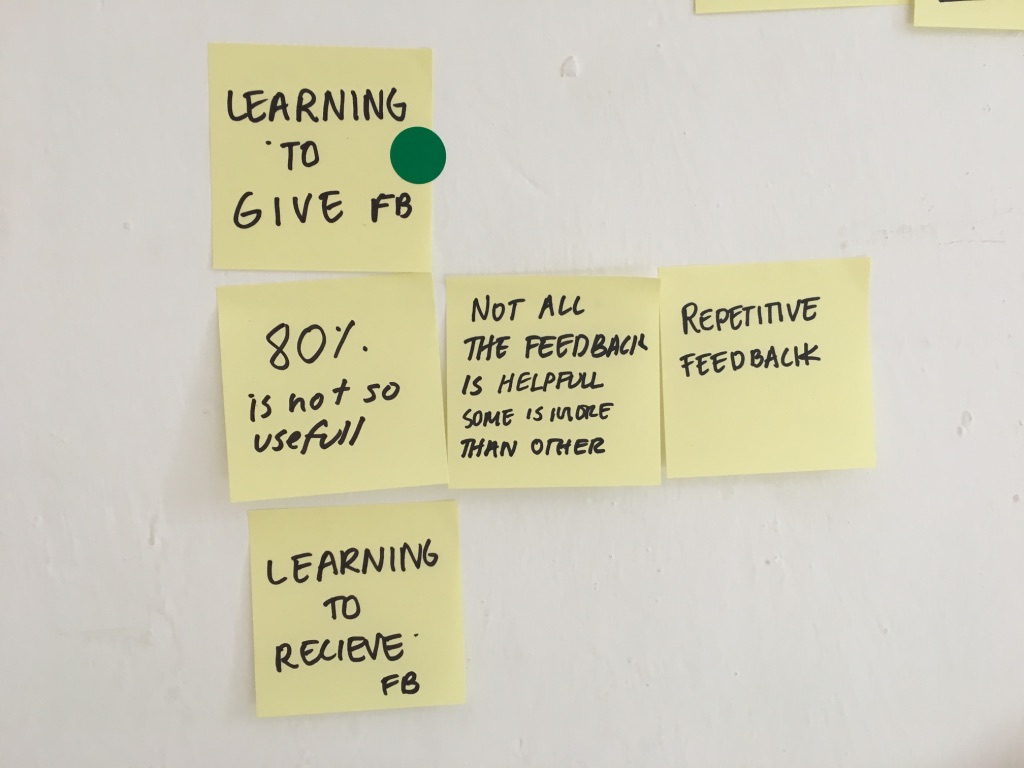 LEARNING
TO
GIVE FB
80%.
is not so
usefull
NOT ALL
THE FEEDBACK
IS HELPFULL
SOME IS MORE
THAN OTHER
REPETITIVE
FEEDBACK
LEARNING
TO
RECIEVE
FB